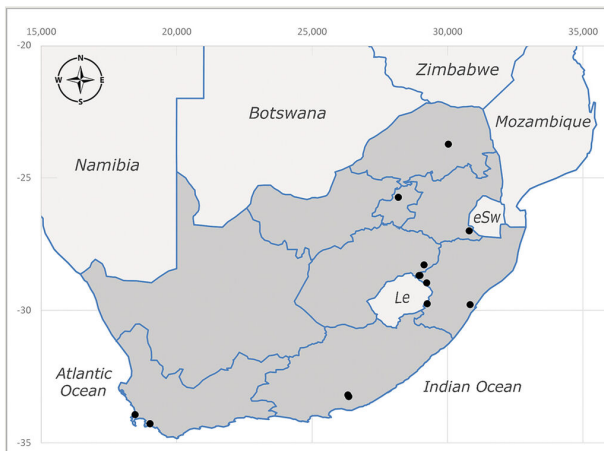 15,000 20,000 25,000 30,000 35,000
-20
N
W E
S
Zimbabwe
Botswana
Mozambique
Namibia
-25
eSw
Le
-30
Atlantic
Ocean
Indian Ocean
-35